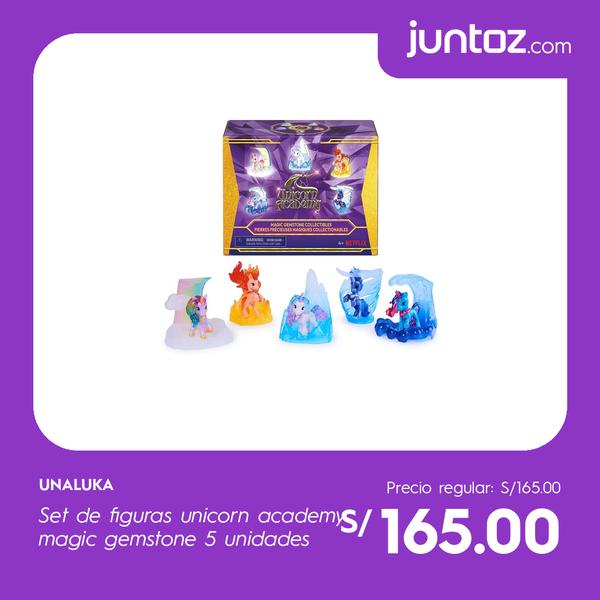 juntoz.com
Unicorn Academy
MAGIC GEMSTONE COLLECTIBLES
PIERRES PRÉCIEUSES MAGIQUES COLLECTIONNABLES
WARNING
4+ NETFLIX
UNALUKA
Precio regular: S/165.00
Set de figuras unicorn academy
magic gemstone 5 unidades
S/ 165.00